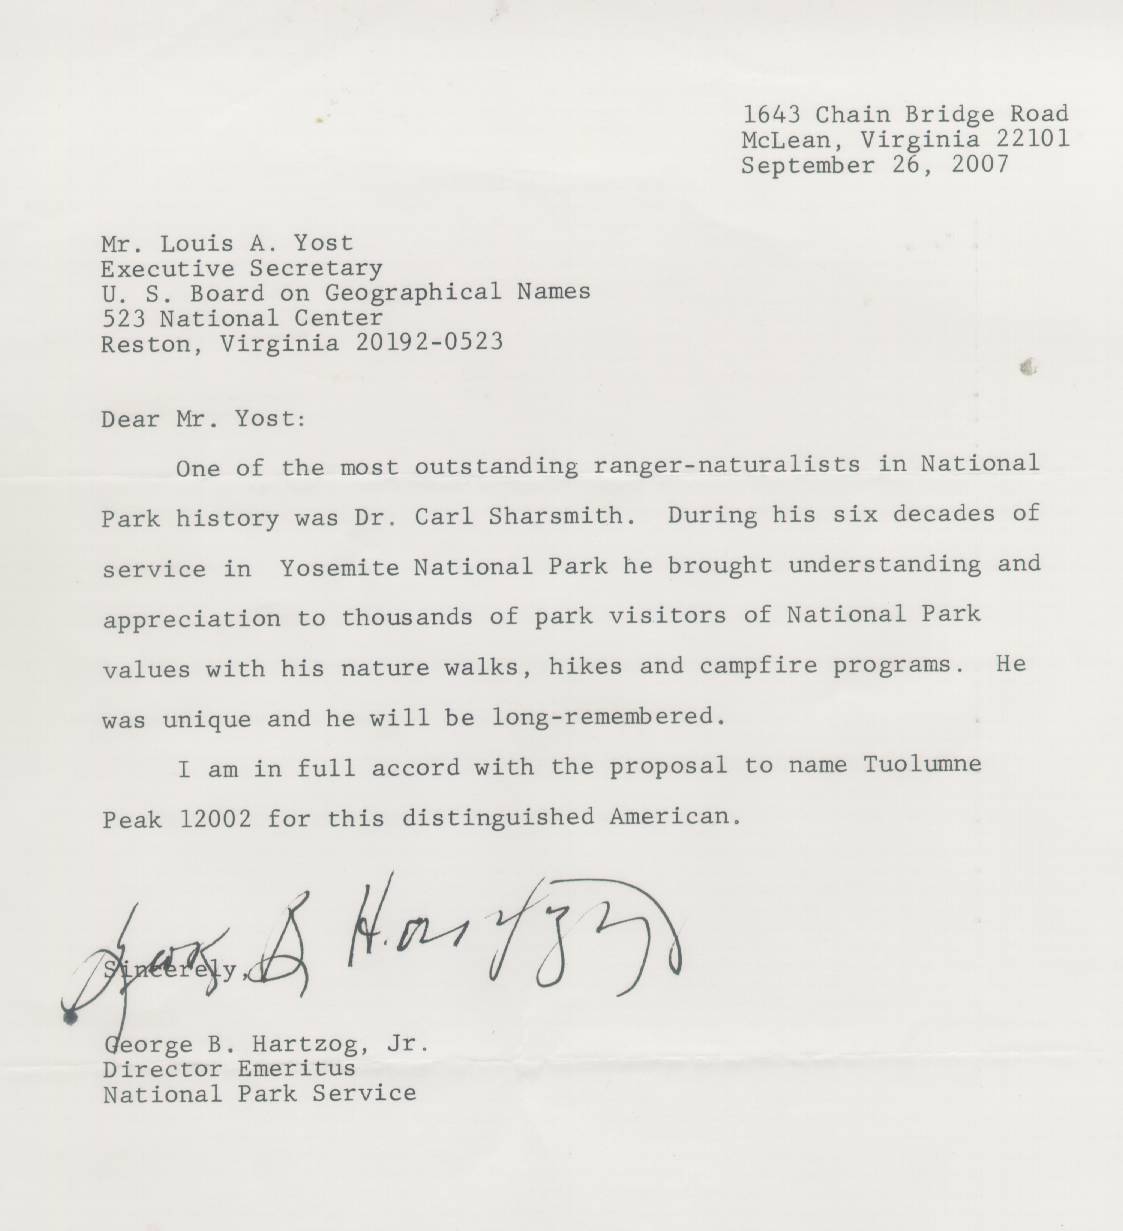 1643 Chain Bridge Road
McLean, Virginia 22101
September 26, 2007
Mr. Louis A. Yost
Executive Secretary
U. S. Board on Geographical Names
523 National Center
Reston, Virginia 20192-0523
Dear Mr. Yost:
One of the most outstanding ranger-naturalists in National
Park history was Dr. Carl Sharsmith.  During his six decades of
service in  Yosemite National Park he brought understanding and
appreciation to thousands of park visitors of National Park
values with his nature walks, hikes and campfire programs.  He
was unique and he will be long-remembered.
I am in full accord with the proposal to name Tuolumne
Peak 12002 for this distinguished American.
George B Hartzog
Sincerely,
George B. Hartzog, Jr.
Director Emeritus
National Park Service